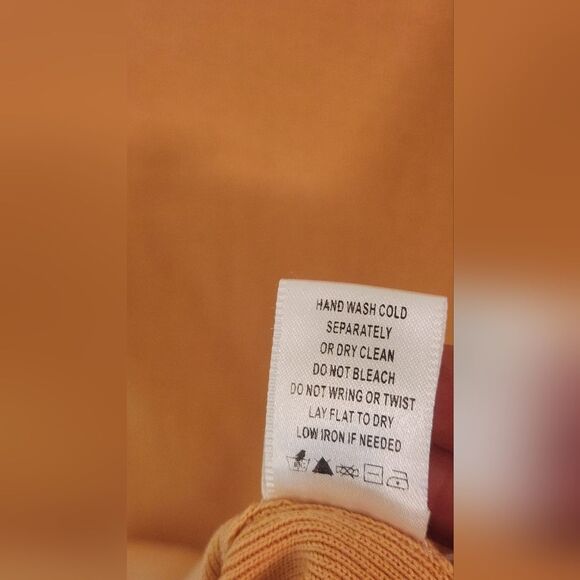 HAND WASH COLD
SEPARATELY
OR DRY CLEAN
DO NOT BLEACH
DO NOT WRING OR TWIST
LAY FLAT TO DRY
LOW IRON IF NEEDED